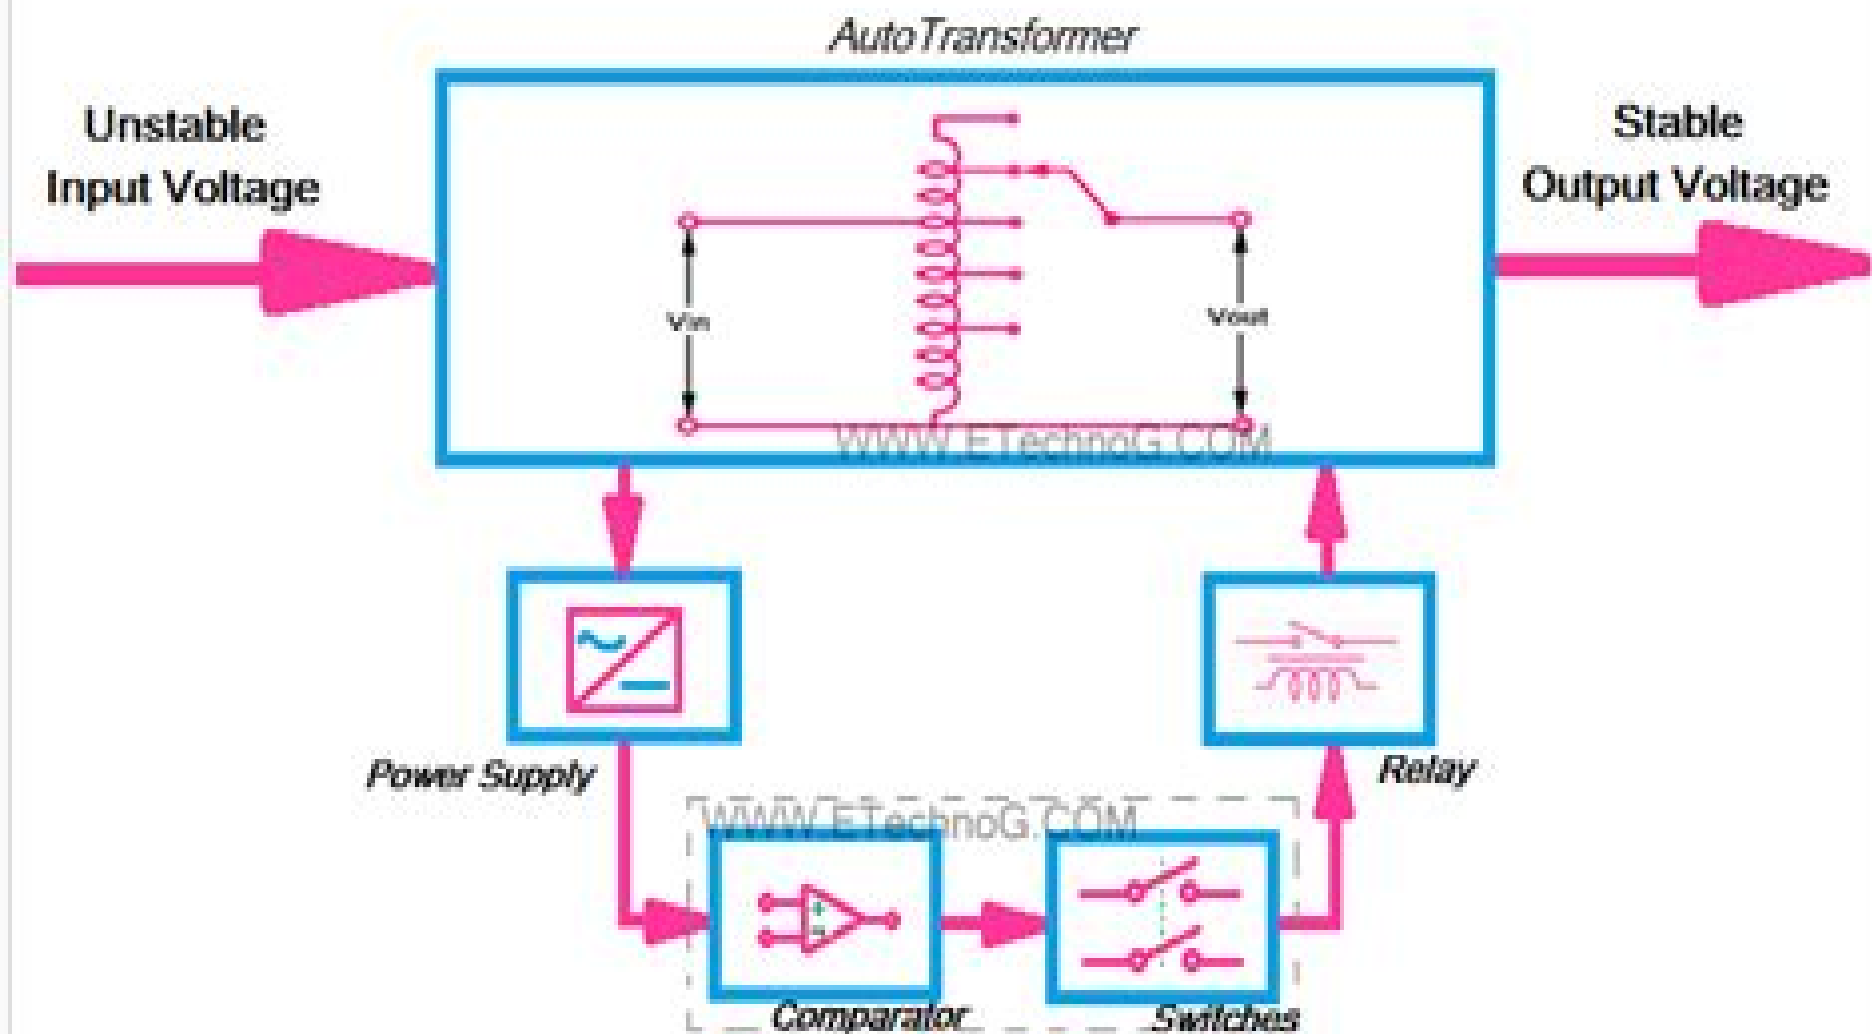 AutoTransformer
Unstable
Input Voltage
Stable
Output Voltage
Vin
Vout
WWW.ETechnoG.COM
Power Supply
Relay
WWW.ETechnoG.COM
Comparator
Switches